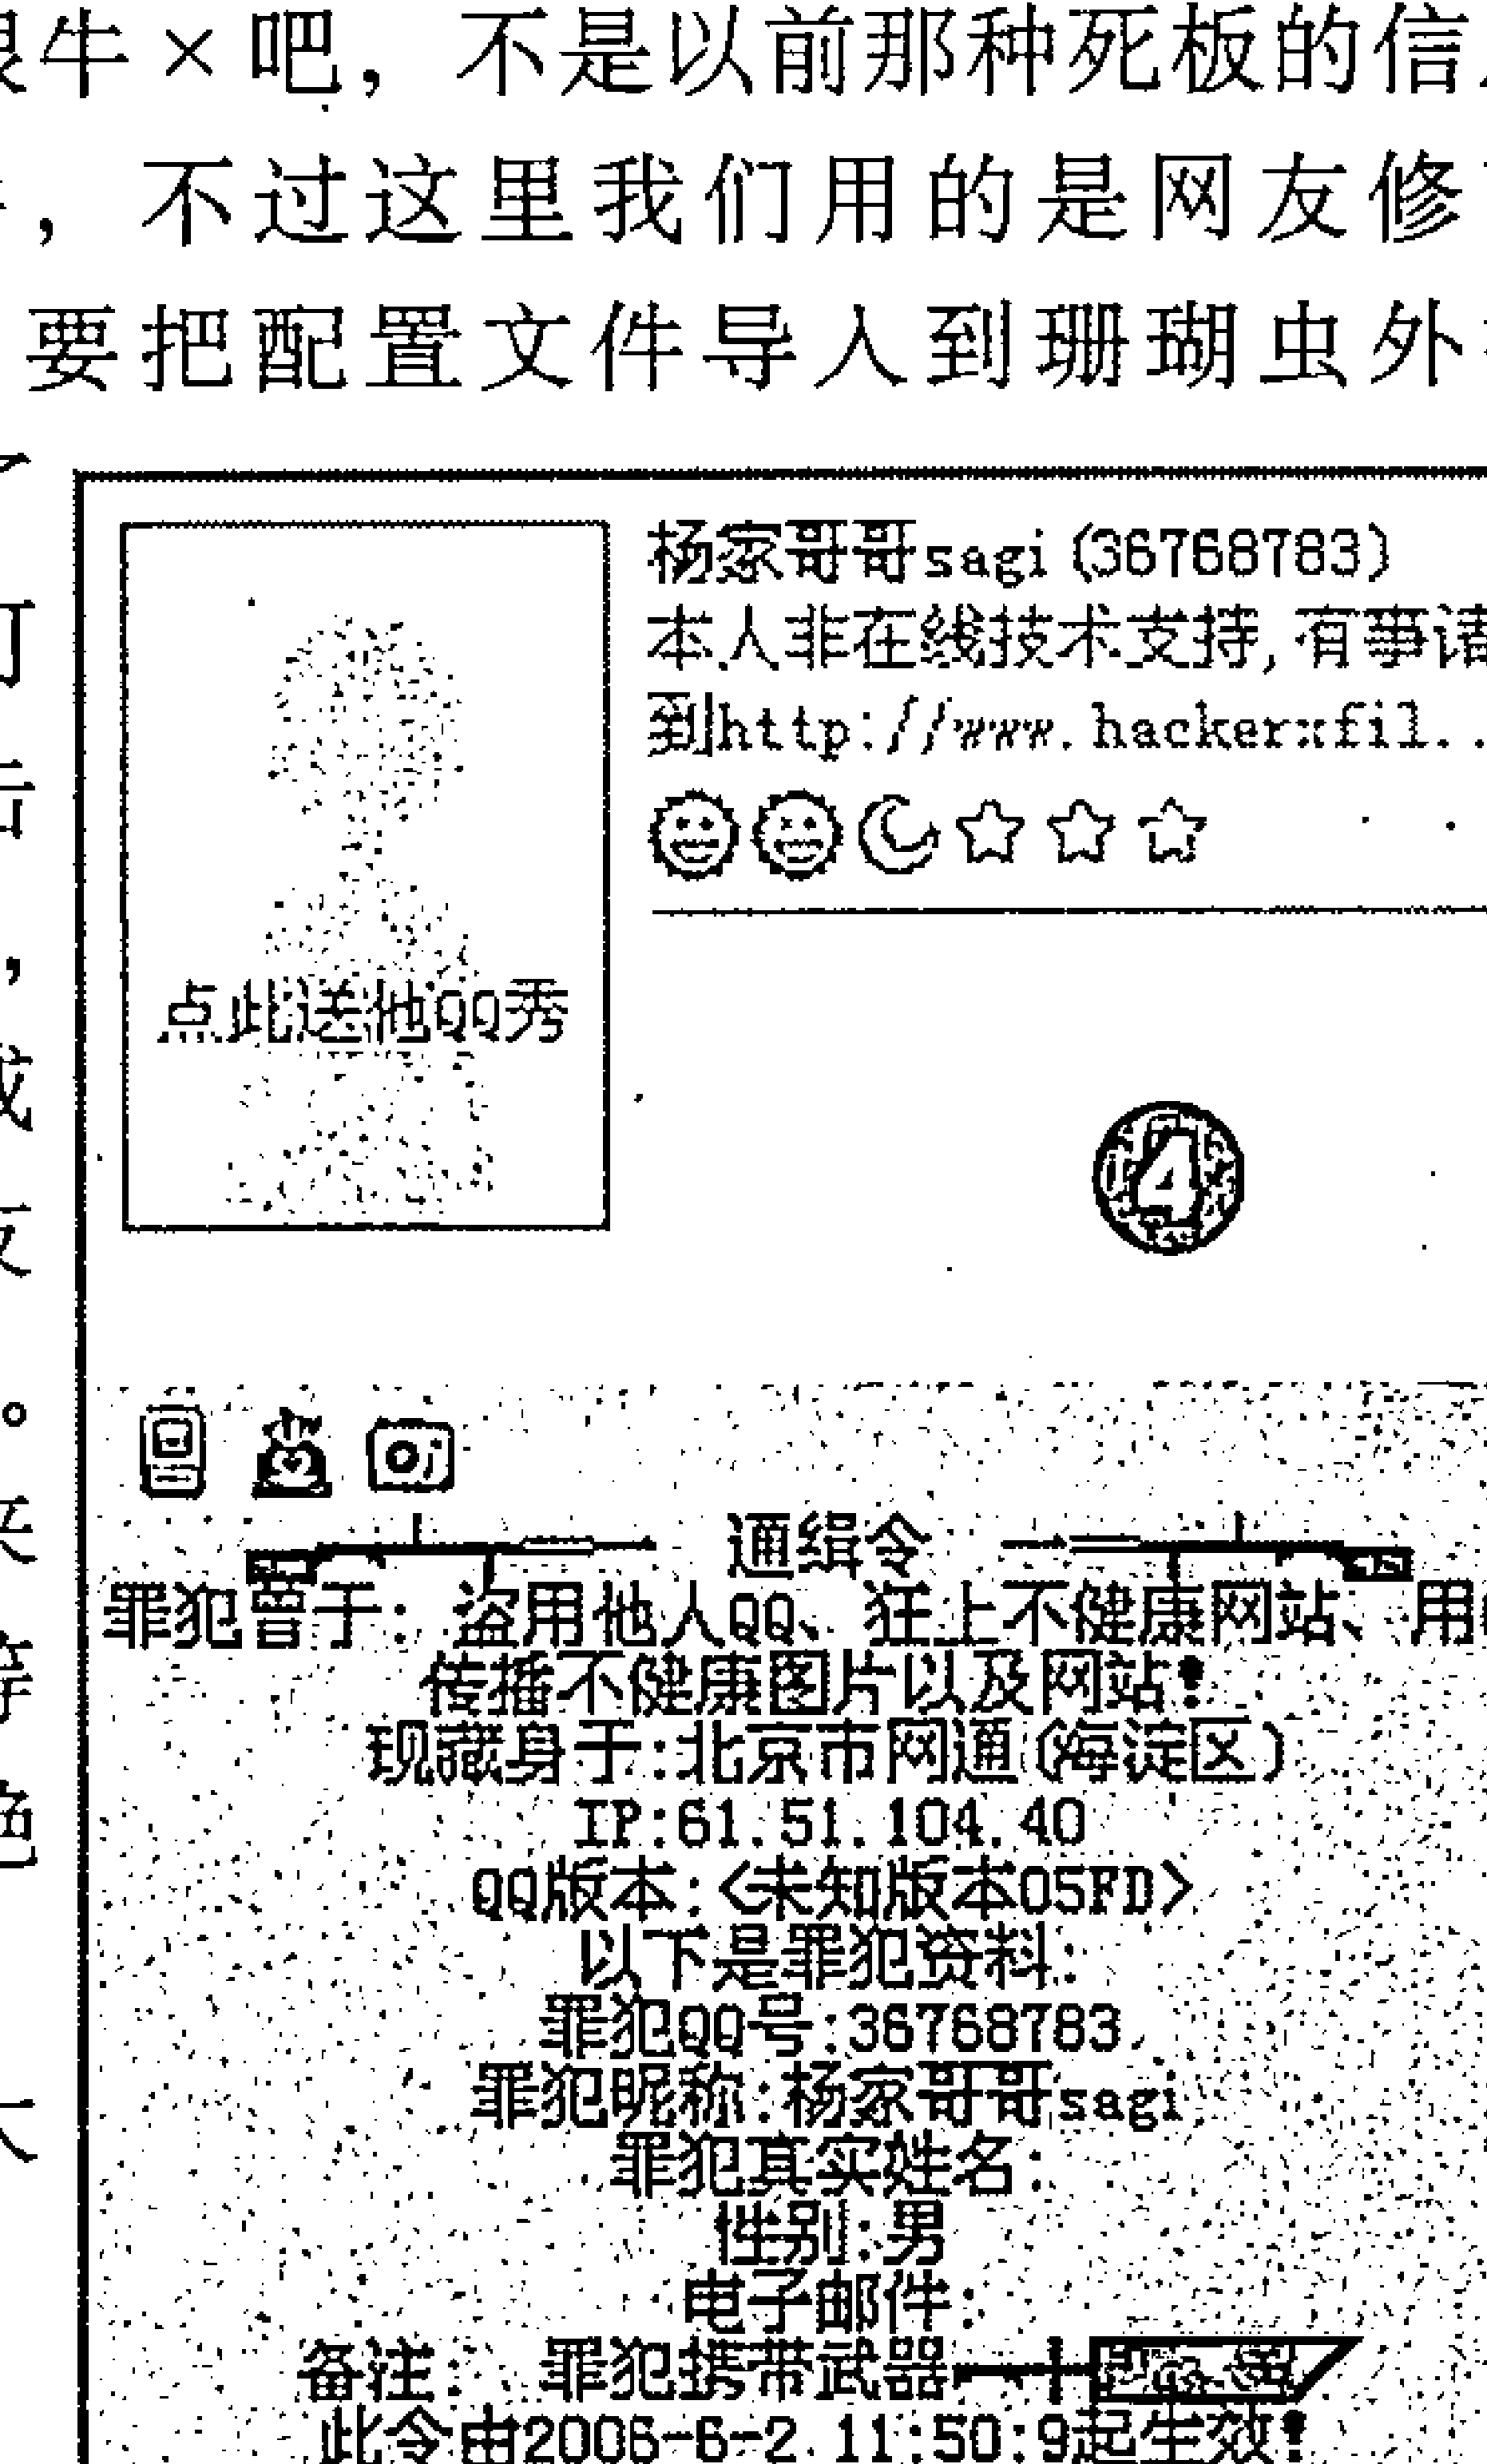 很牛×吧，不是以前那种死板的信息
，不过这里我们用的是网友修
要把配置文件导人到珊瑚虫外
杨家哥哥sagi(36768783)
本人非在线技术支持,有事请
到http://www.hackerxfil..
点此送他QQ秀
4
通缉令
罪犯曾于：盗用他人QQ、狂上不健康网站、用
传播不健康图片以及网站！
现藏身于:北京市网通(海淀区)
IP:61.51.104.40
QQ版本:<未知版本05FD>
以下是罪犯资料:
罪犯QQ号:36768783
罪犯昵称:杨家哥哥sagi
罪犯真实姓名:
性别:男
电子邮件:
备注：罪犯携带武器
此令由2006-6-2 11:50:9起生效！